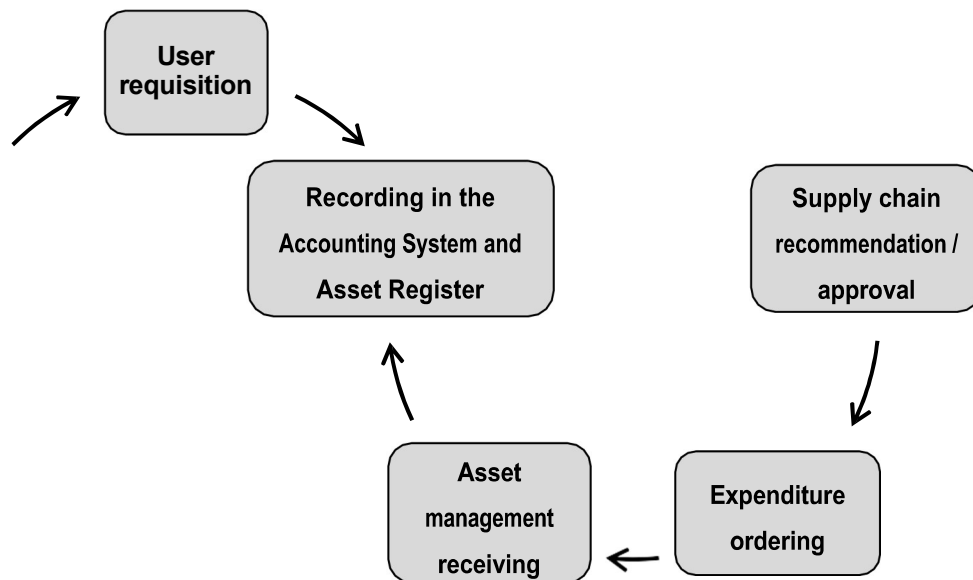 User
requisition
Recording in the
Accounting System and
Asset Register
Supply chain
recommendation /
approval
Asset
management
receiving
Expenditure
ordering